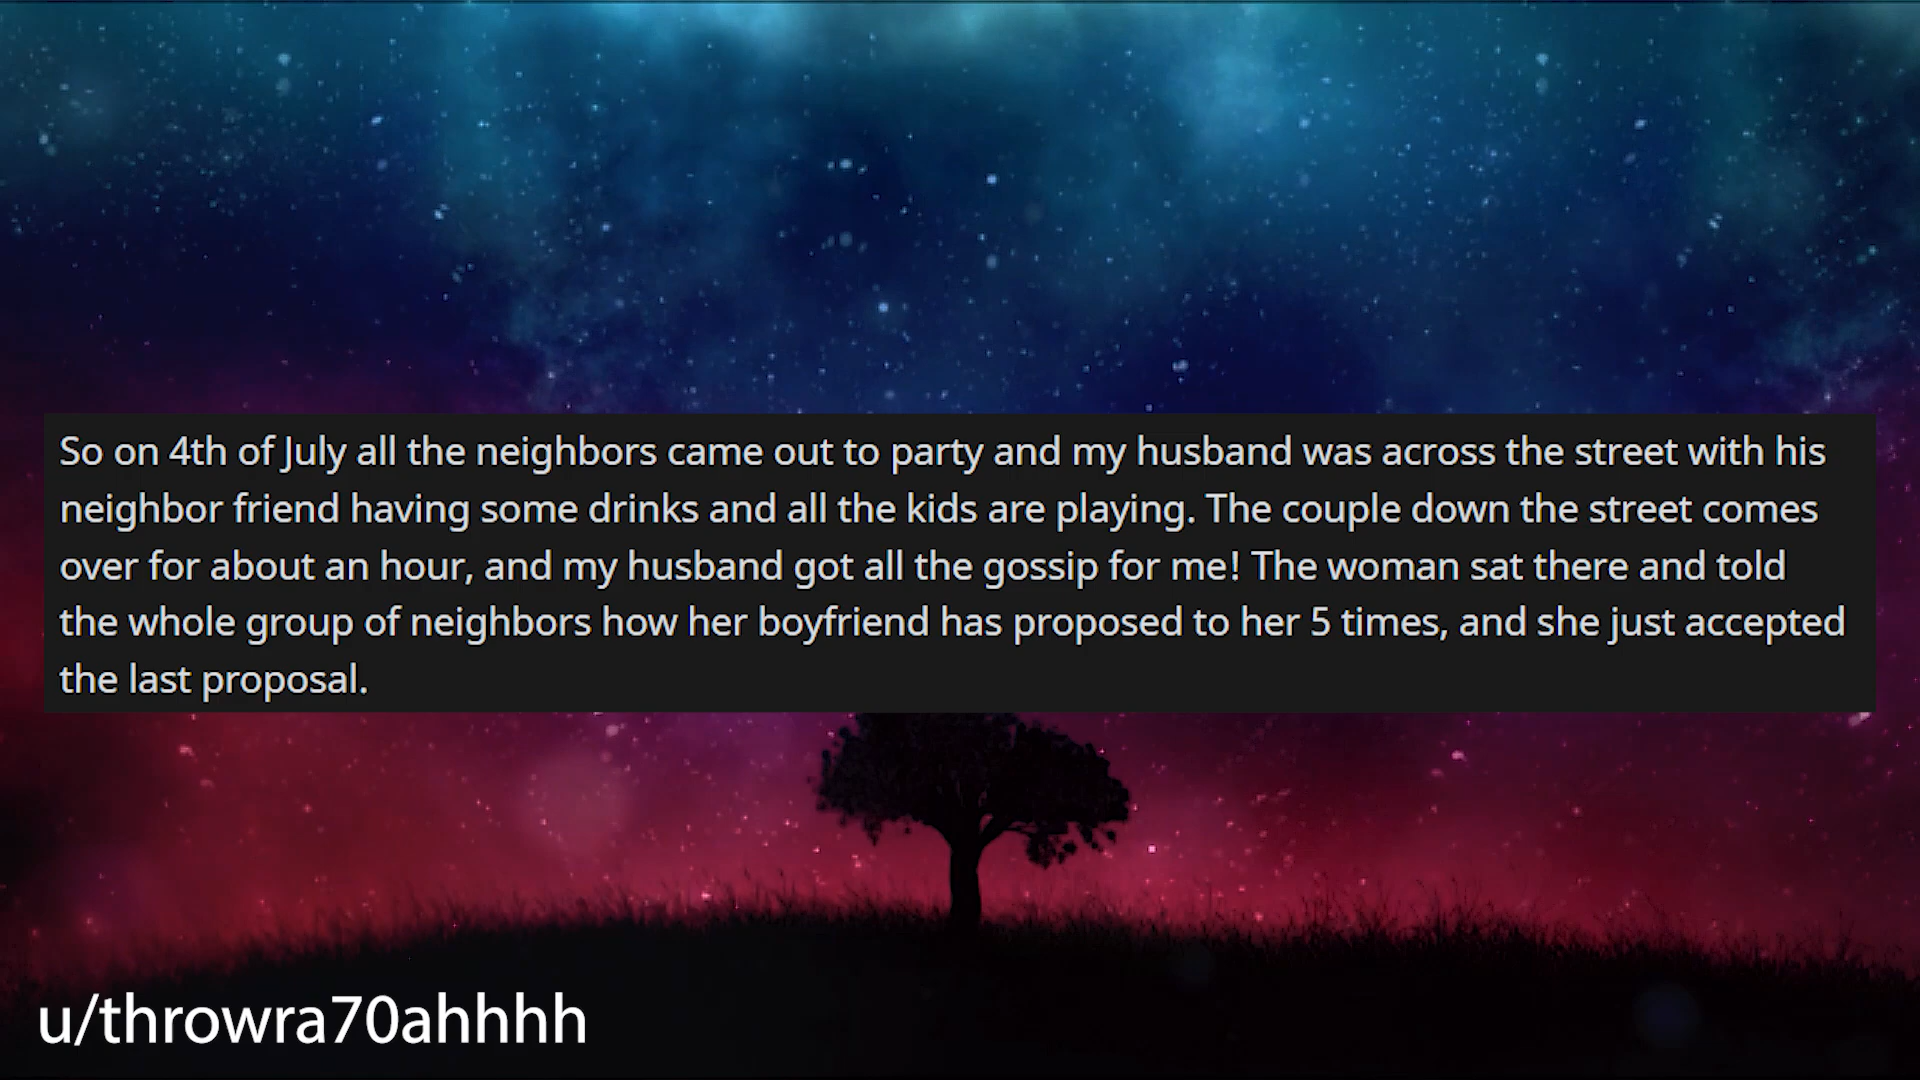 So on 4th of July all the neighbors came out to party and my husband was across the street with his
neighbor friend having some drinks and all the kids are playing. The couple down the street comes
over for about an hour, and my husband got all the gossip for me! The woman sat there and told
the whole group of neighbors how her boyfriend has proposed to her 5 times, and she just accepted
the last proposal.
u/throwra70ahhhh